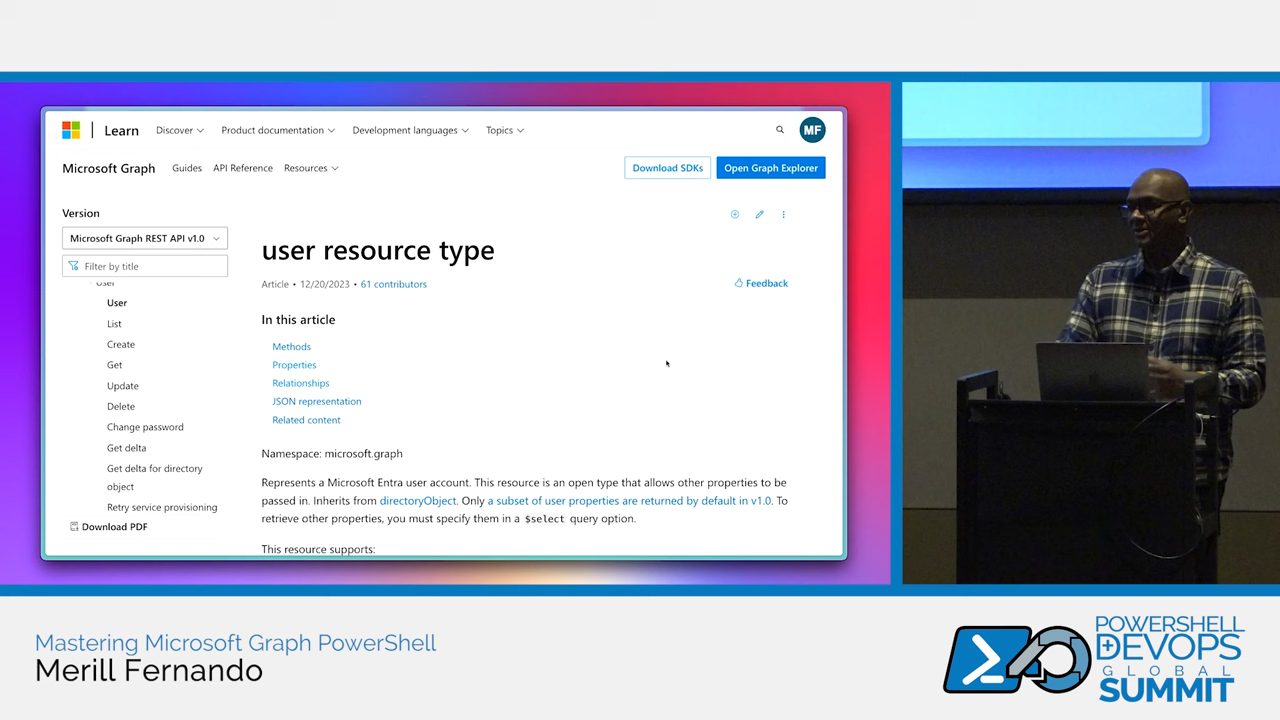 Learn
Discover
Product documentation
Development languages
Topics
MF
Microsoft Graph
Guides
API Reference
Resources
Download SDKs
Open Graph Explorer
Version
Microsoft Graph REST API v1.0
Filter by title
User
User
List
Create
Get
Update
Delete
Change password
Get delta
Get delta for directory
object
Retry service provisioning
Download PDF
user resource type
Article • 12/20/2023 • 61 contributors
Feedback
In this article
Methods
Properties
Relationships
JSON representation
Related content
Namespace: microsoft.graph
Represents a Microsoft Entra user account. This resource is an open type that allows other properties to be
passed in. Inherits from directoryObject. Only a subset of user properties are returned by default in v1.0. To
retrieve other properties, you must specify them in a $select query option.
This resource supports:
Mastering Microsoft Graph PowerShell
Merill Fernando
POWERSHELL
+DEVOPS
GLOBAL
SUMMIT